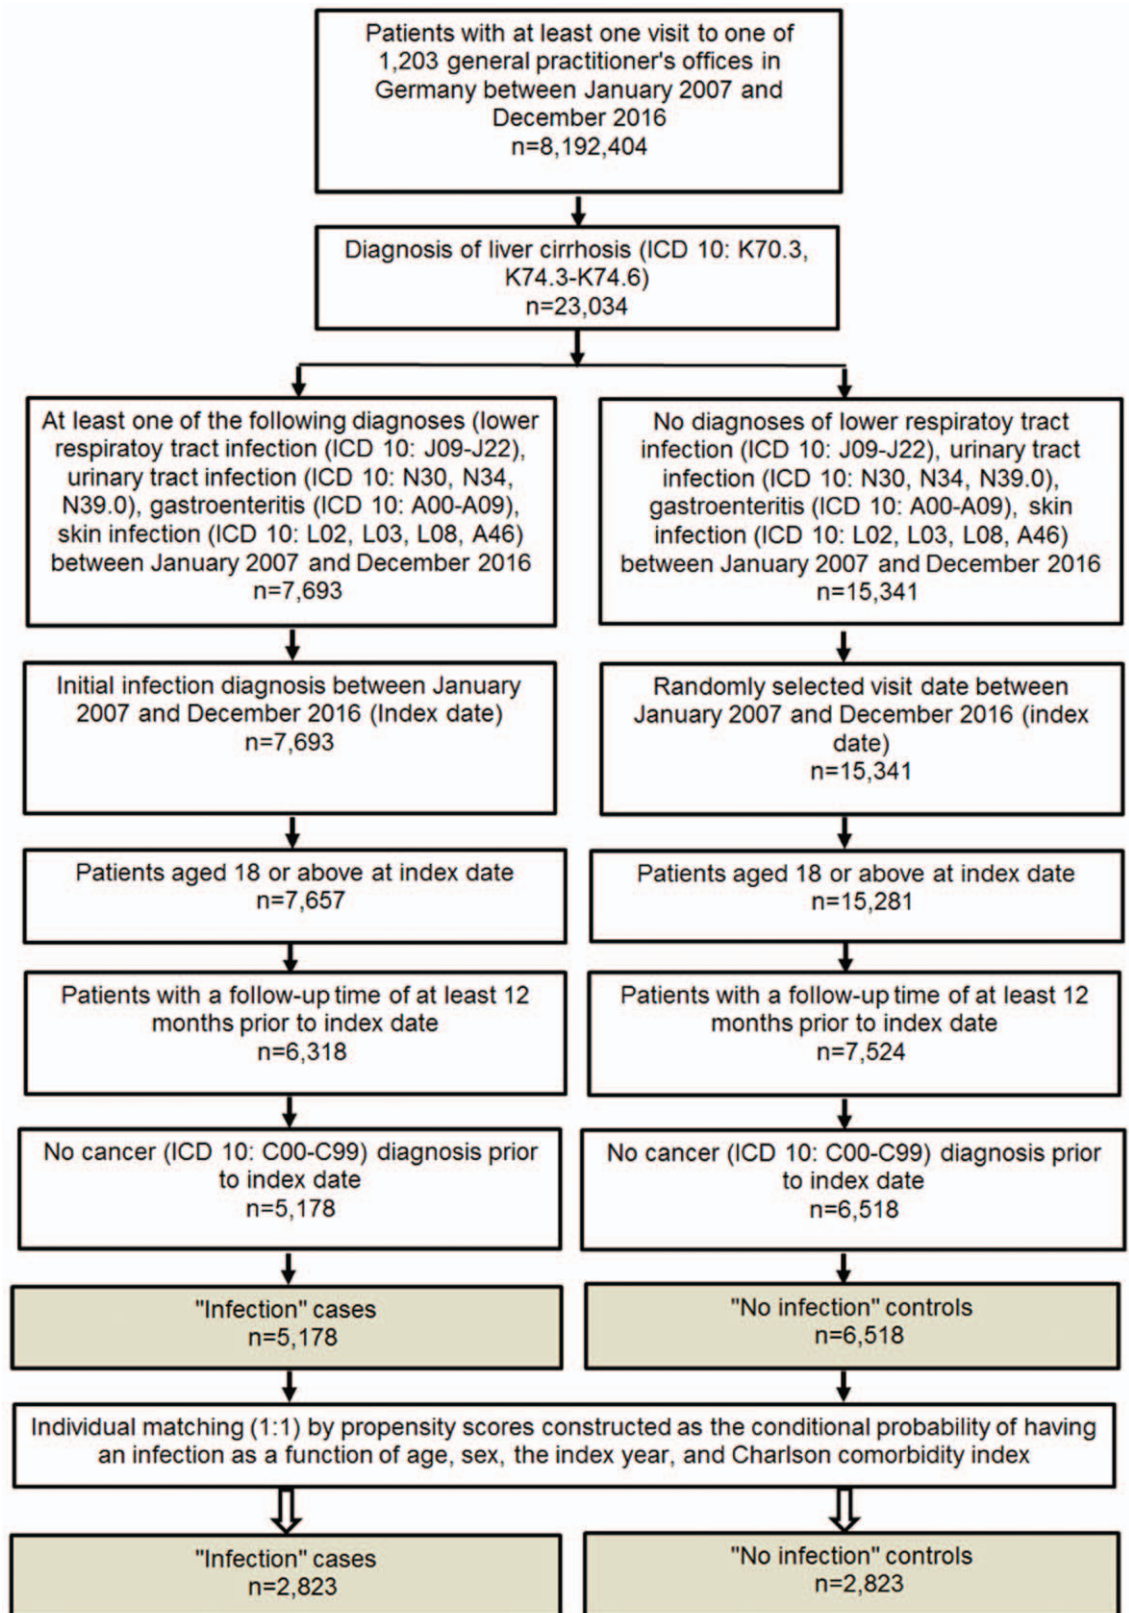 Patients with at least one visit to one of
1,203 general practitioner's offices in
Germany between January 2007 and
December 2016
n=8,192,404
Diagnosis of liver cirrhosis (ICD 10: K70.3,
K74.3-K74.6)
n=23,034
At least one of the following diagnoses (lower
respiratoy tract infection (ICD 10: J09-J22),
urinary tract infection (ICD 10: N30, N34,
N39.0), gastroenteritis (ICD 10: A00-A09),
skin infection (ICD 10: L02, L03, L08, A46)
between January 2007 and December 2016
n=7,693
No diagnoses of lower respiratoy tract
infection (ICD 10: J09-J22), urinary tract
infection (ICD 10: N30, N34, N39.0),
gastroenteritis (ICD 10: A00-A09), skin
infection (ICD 10: L02, L03, L08, A46)
between January 2007 and December 2016
n=15,341
Initial infection diagnosis between January
2007 and December 2016 (Index date)
n=7,693
Randomly selected visit date between
January 2007 and December 2016 (index
date)
n=15,341
Patients aged 18 or above at index date
n=7,657
Patients aged 18 or above at index date
n=15,281
Patients with a follow-up time of at least 12
months prior to index date
n=6,318
Patients with a follow-up time of at least 12
months prior to index date
n=7,524
No cancer (ICD 10: C00-C99) diagnosis prior
to index date
n=5,178
No cancer (ICD 10: C00-C99) diagnosis prior
to index date
n=6,518
"Infection" cases
n=5,178
"No infection" controls
n=6,518
Individual matching (1:1) by propensity scores constructed as the conditional probability of having
an infection as a function of age, sex, the index year, and Charlson comorbidity index
"Infection" cases
n=2,823
"No infection" controls
n=2,823